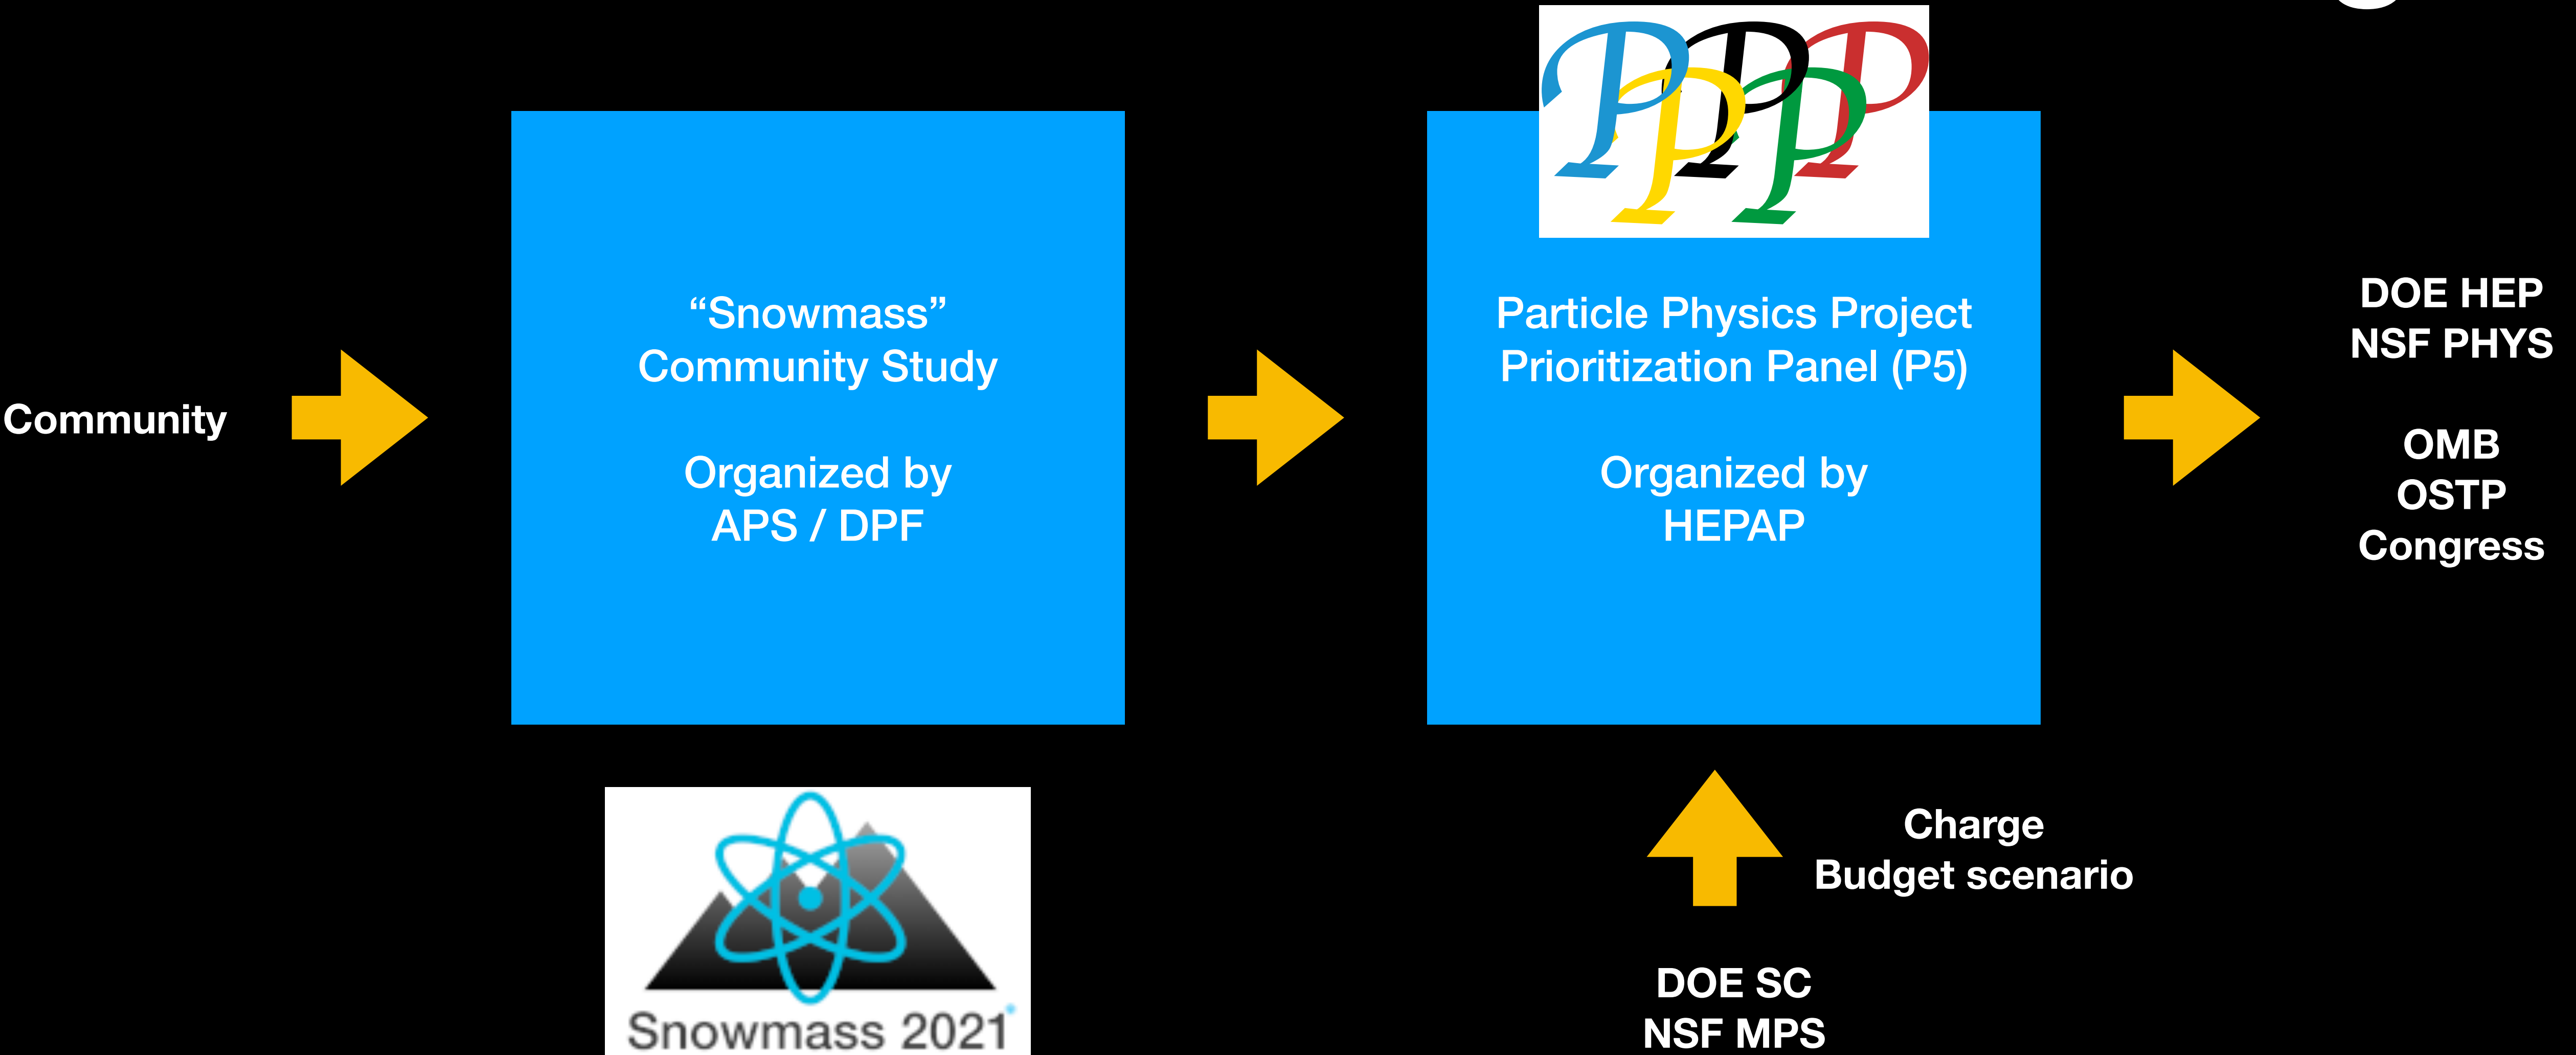 Community
“Snowmass”
Community Study
Organized by
APS / DPF
Snowmass 2021
PPPPP
Particle Physics Project
Prioritization Panel (P5)
Organized by
HEPAP
Charge
Budget scenario
DOE SC
NSF MPS
DOE HEP
NSF PHYS
OMB
OSTP
Congress